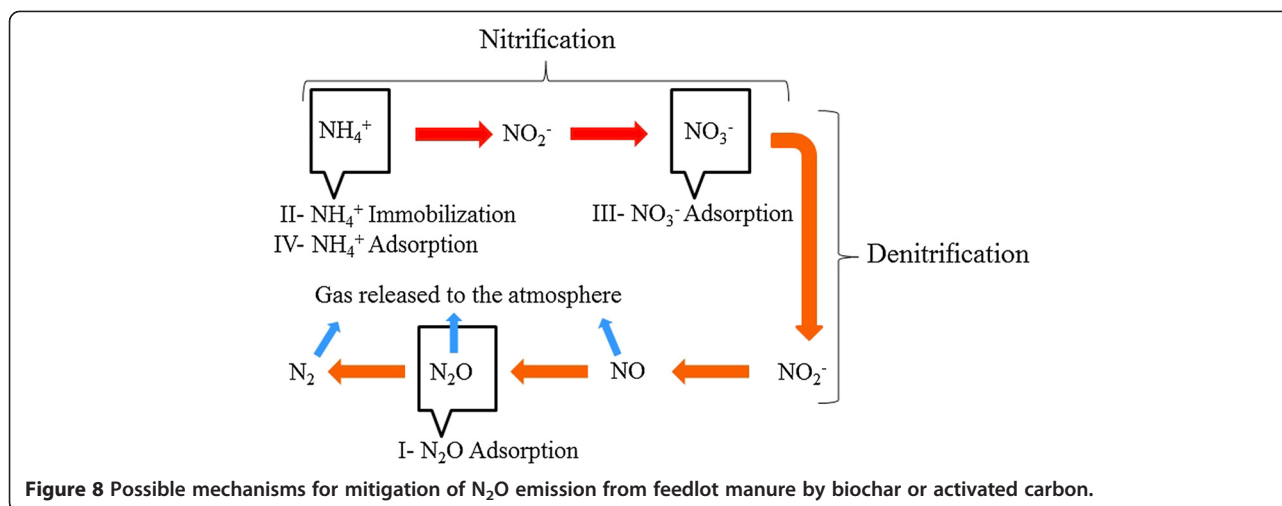 Nitrification
NH₄⁺ NO₂⁻ NO₃⁻
II- NH₄⁺ Immobilization
IV- NH₄⁺ Adsorption
III- NO₃⁻ Adsorption
Denitrification
Gas released to the atmosphere
N₂ N₂O NO NO₂⁻
I- N₂O Adsorption
Figure 8 Possible mechanisms for mitigation of N₂O emission from feedlot manure by biochar or activated carbon.